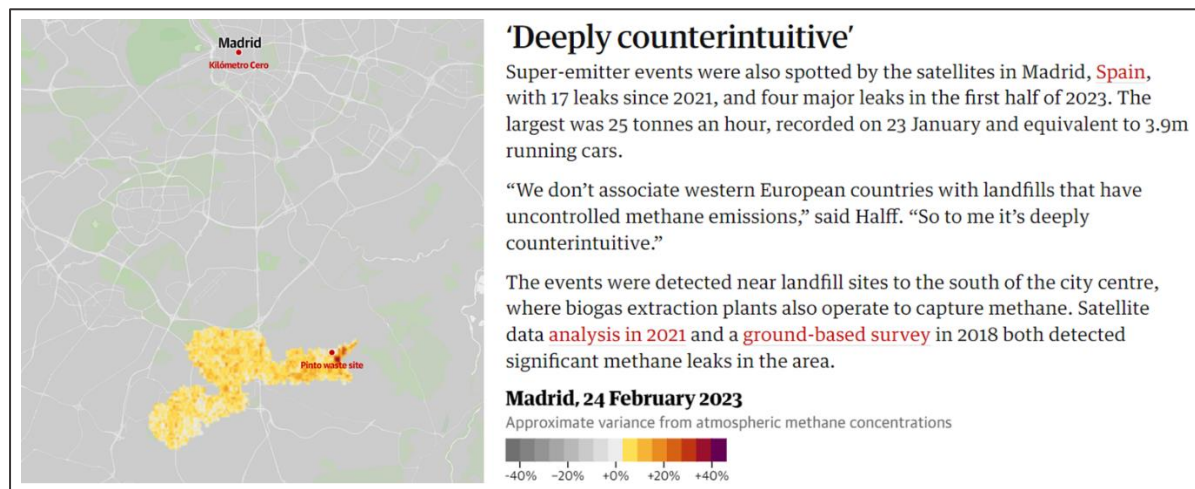 Madrid
Kilómetro Cero
Pinto waste site
‘Deeply counterintuitive’
Super-emitter events were also spotted by the satellites in Madrid, Spain,
with 17 leaks since 2021, and four major leaks in the first half of 2023. The
largest was 25 tonnes an hour, recorded on 23 January and equivalent to 3.9m
running cars.
“We don’t associate western European countries with landfills that have
uncontrolled methane emissions,” said Halff. “So to me it’s deeply
counterintuitive.”
The events were detected near landfill sites to the south of the city centre,
where biogas extraction plants also operate to capture methane. Satellite
data analysis in 2021 and a ground-based survey in 2018 both detected
significant methane leaks in the area.
Madrid, 24 February 2023
Approximate variance from atmospheric methane concentrations
-40% -20% +0% +20% +40%